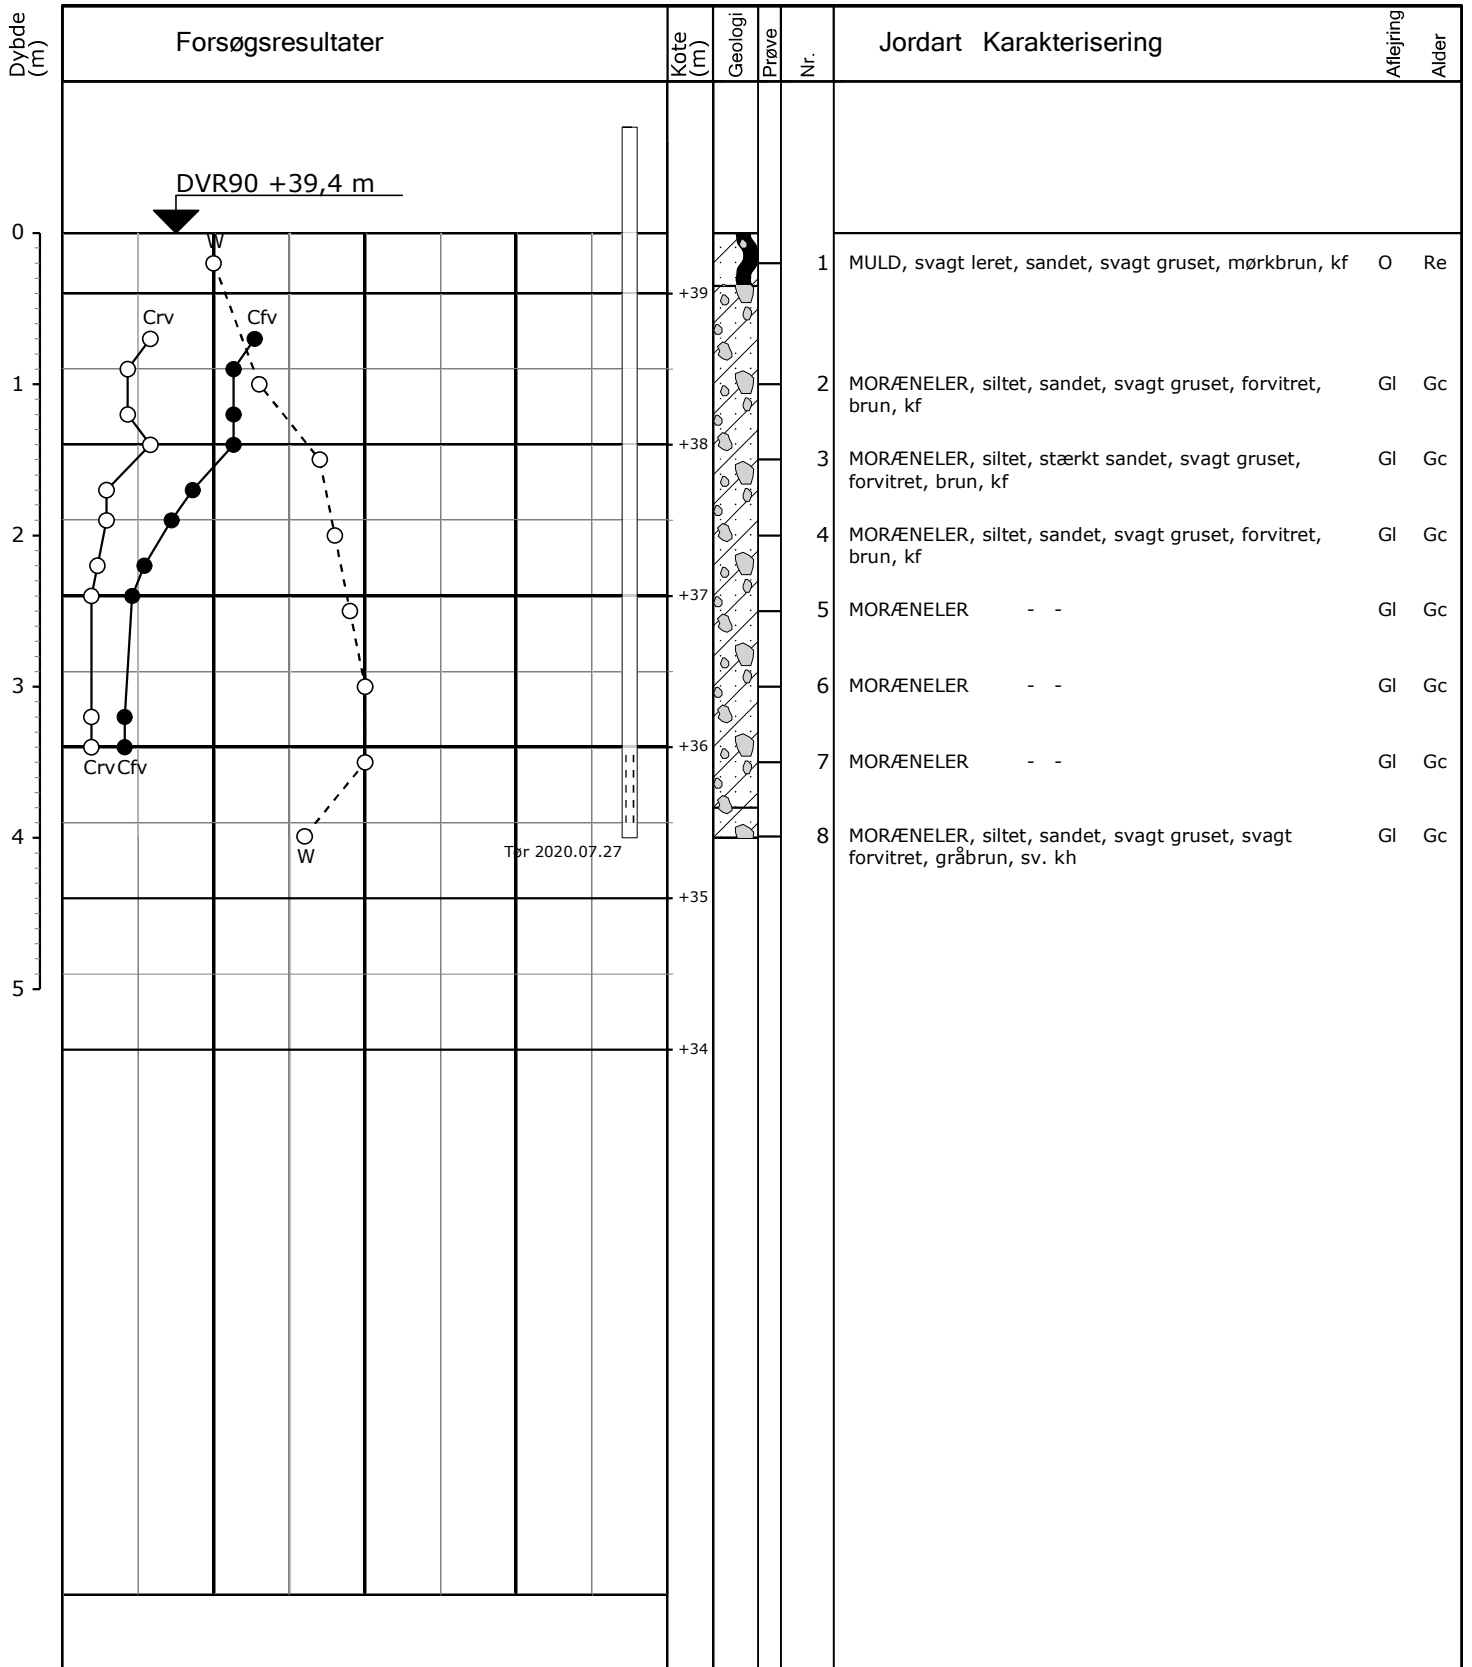 Dybde
(m)
Forsøgsresultater
Kote
(m)
Geologi
Prøve
Nr.
Jordart Karakterisering
Aflejring
Alder
DVR90 +39,4 m
0
W
1 MULD, svagt leret, sandet, svagt gruset, mørkbrun, kf O Re
+39
Crv
Cfv
1
2 MORÆNELER, siltet, sandet, svagt gruset, forvitret, Gl Gc
brun, kf
+38
3 MORÆNELER, siltet, stærkt sandet, svagt gruset, Gl Gc
forvitret, brun, kf
2
4 MORÆNELER, siltet, sandet, svagt gruset, forvitret, Gl Gc
brun, kf
+37
5 MORÆNELER - - Gl Gc
3
6 MORÆNELER - - Gl Gc
+36
Crv Cfv
7 MORÆNELER - - Gl Gc
4
8 MORÆNELER, siltet, sandet, svagt gruset, svagt Gl Gc
forvitret, gråbrun, sv. kh
W
Tør 2020.07.27
+35
5
+34